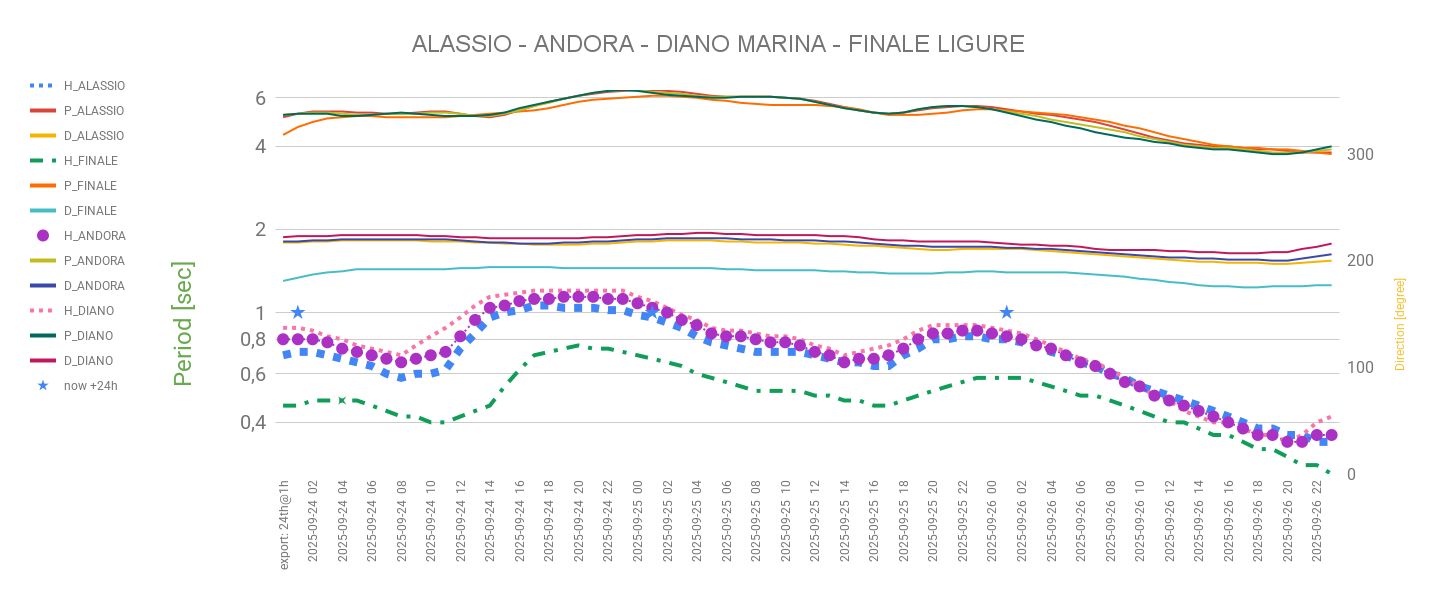 ALASSIO - ANDORA - DIANO MARINA - FINALE LIGURE
H_ALASSIO
P_ALASSIO
D_ALASSIO
H_FINALE
P_FINALE
D_FINALE
H_ANDORA
P_ANDORA
D_ANDORA
H_DIANO
P_DIANO
D_DIANO
now +24h
Period [sec]
6
4
2
1
0,8
0,6
0,4
300
200
100
0
Direction [degree]
export: 24th@1h
2025-09-24 02
2025-09-24 04
2025-09-24 06
2025-09-24 08
2025-09-24 10
2025-09-24 12
2025-09-24 14
2025-09-24 16
2025-09-24 18
2025-09-24 20
2025-09-24 22
2025-09-25 00
2025-09-25 02
2025-09-25 04
2025-09-25 06
2025-09-25 08
2025-09-25 10
2025-09-25 12
2025-09-25 14
2025-09-25 16
2025-09-25 18
2025-09-25 20
2025-09-25 22
2025-09-26 00
2025-09-26 02
2025-09-26 04
2025-09-26 06
2025-09-26 08
2025-09-26 10
2025-09-26 12
2025-09-26 14
2025-09-26 16
2025-09-26 18
2025-09-26 20
2025-09-26 22